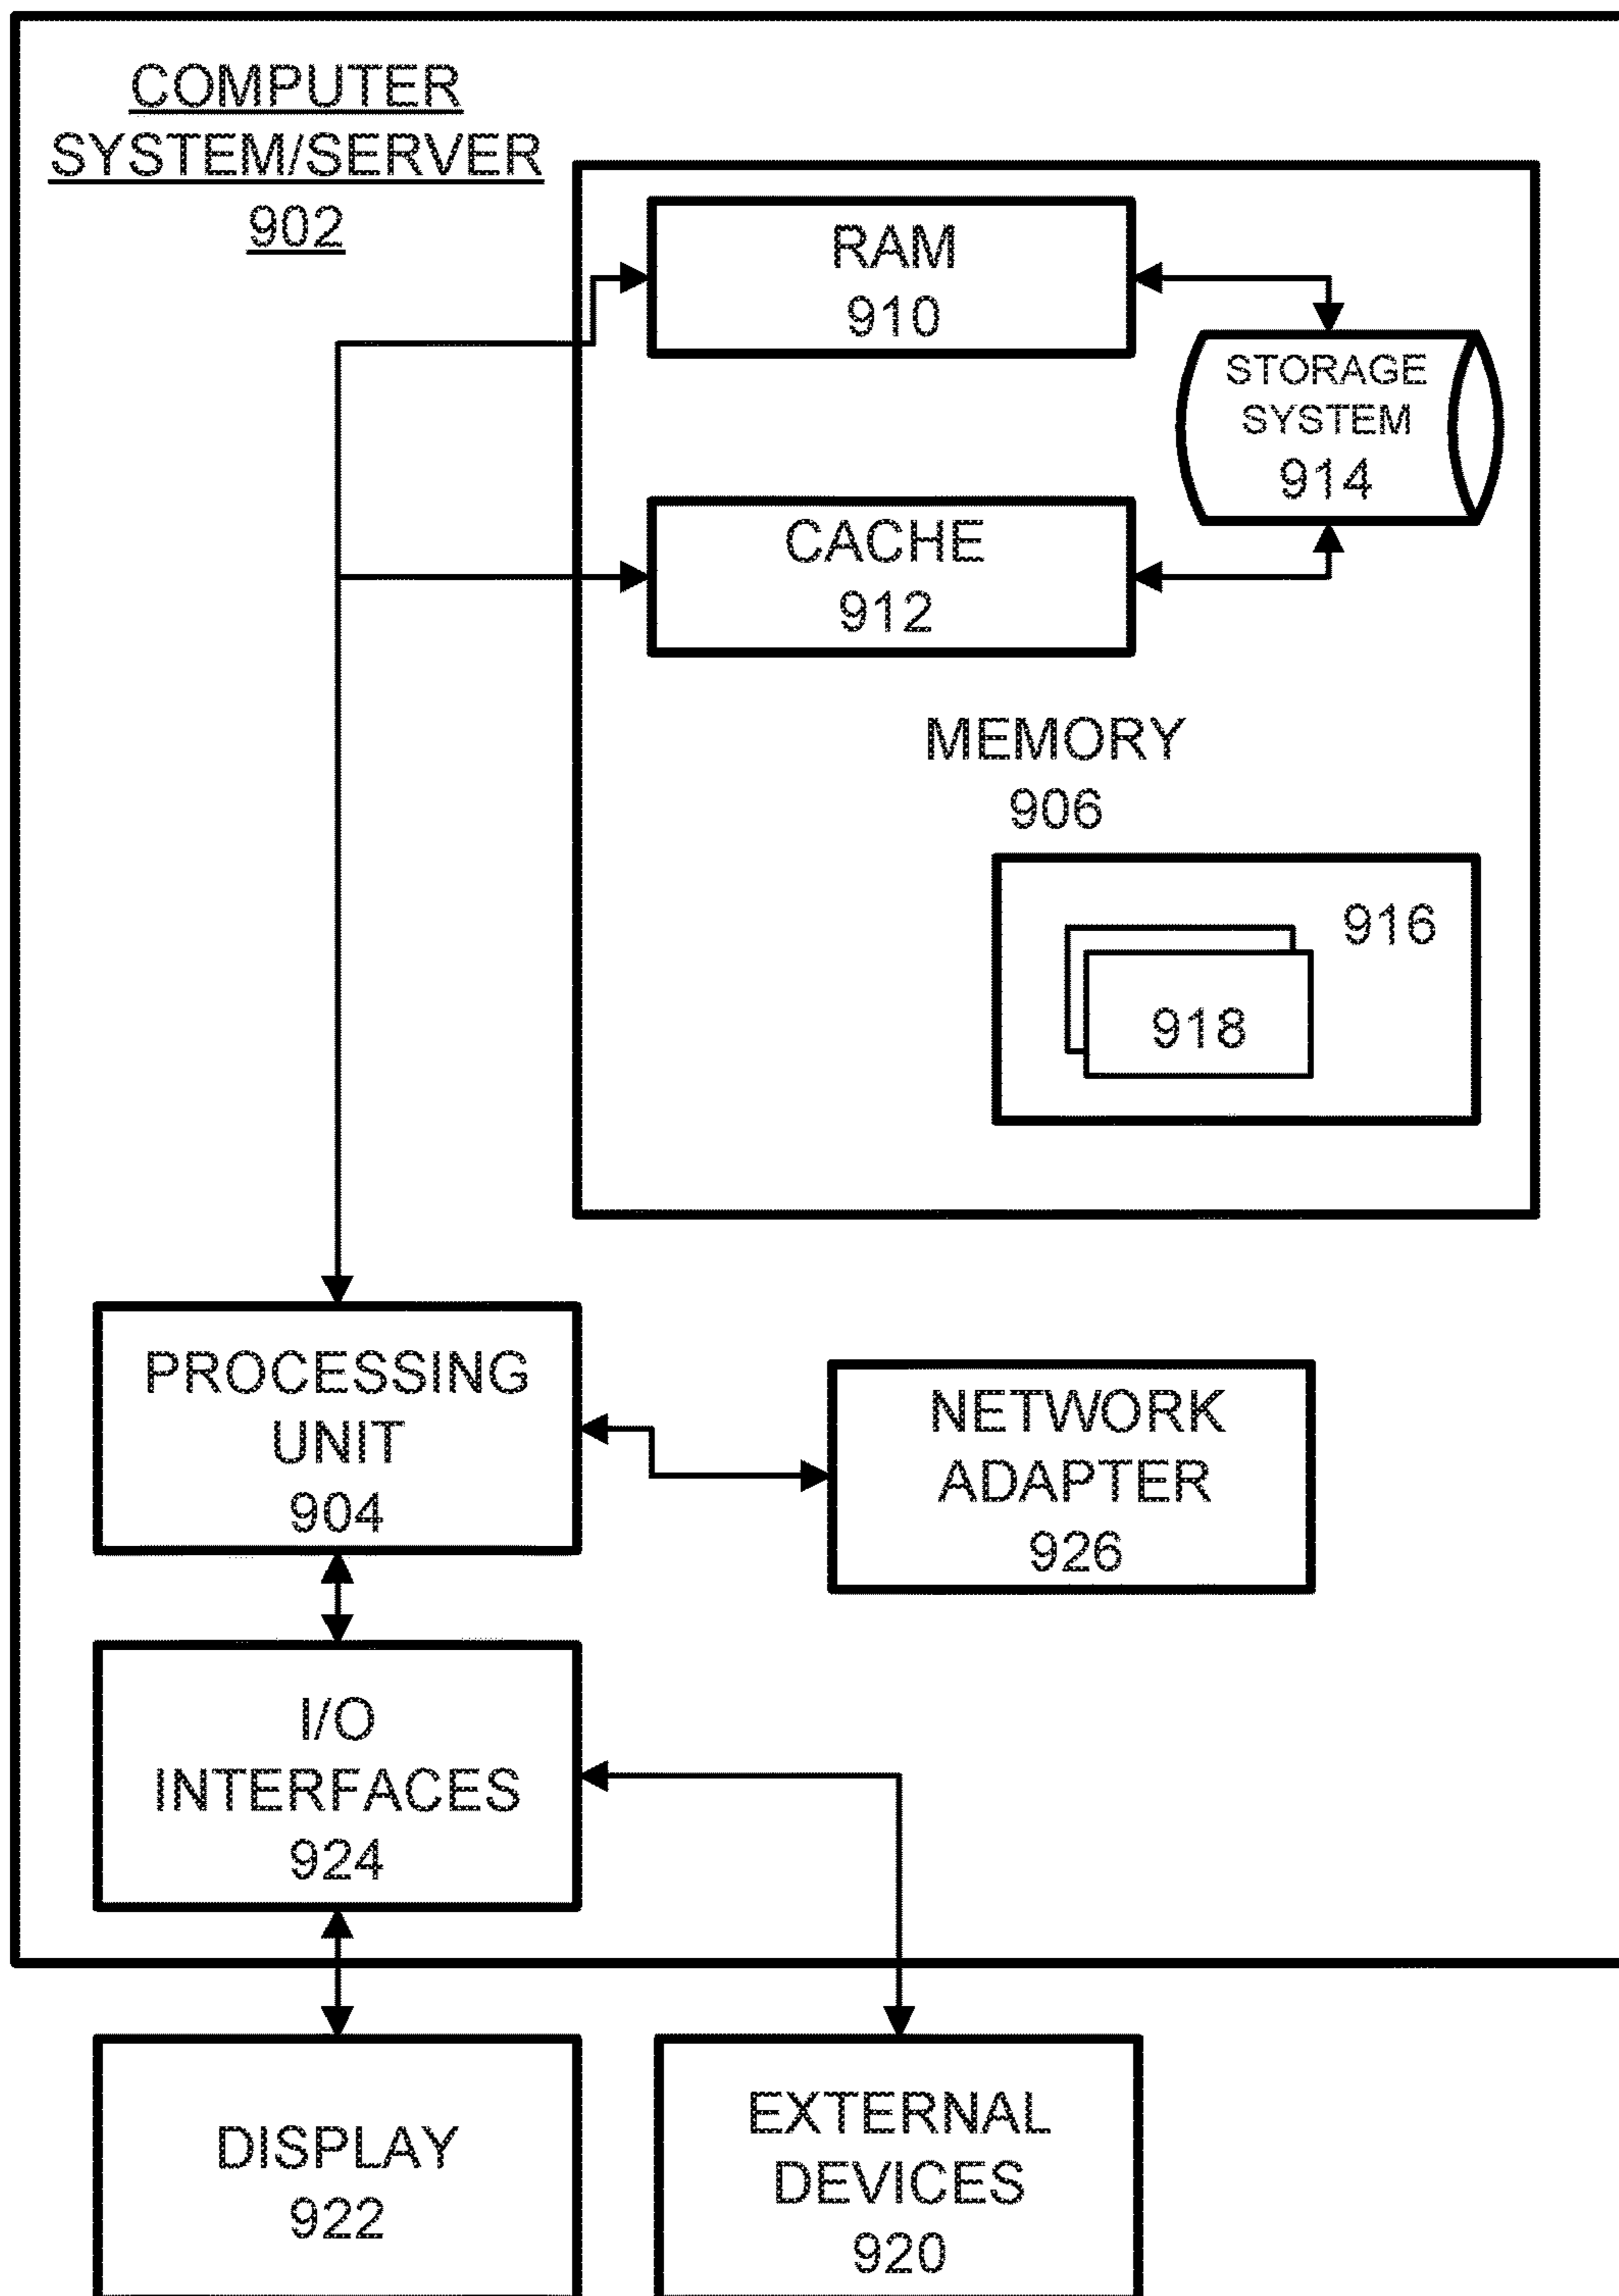 COMPUTER
SYSTEM/SERVER
902
RAM
910
STORAGE
SYSTEM
914
CACHE
912
MEMORY
906
916
918
PROCESSING
UNIT
904
NETWORK
ADAPTER
926
I/O
INTERFACES
924
DISPLAY
922
EXTERNAL
DEVICES
920